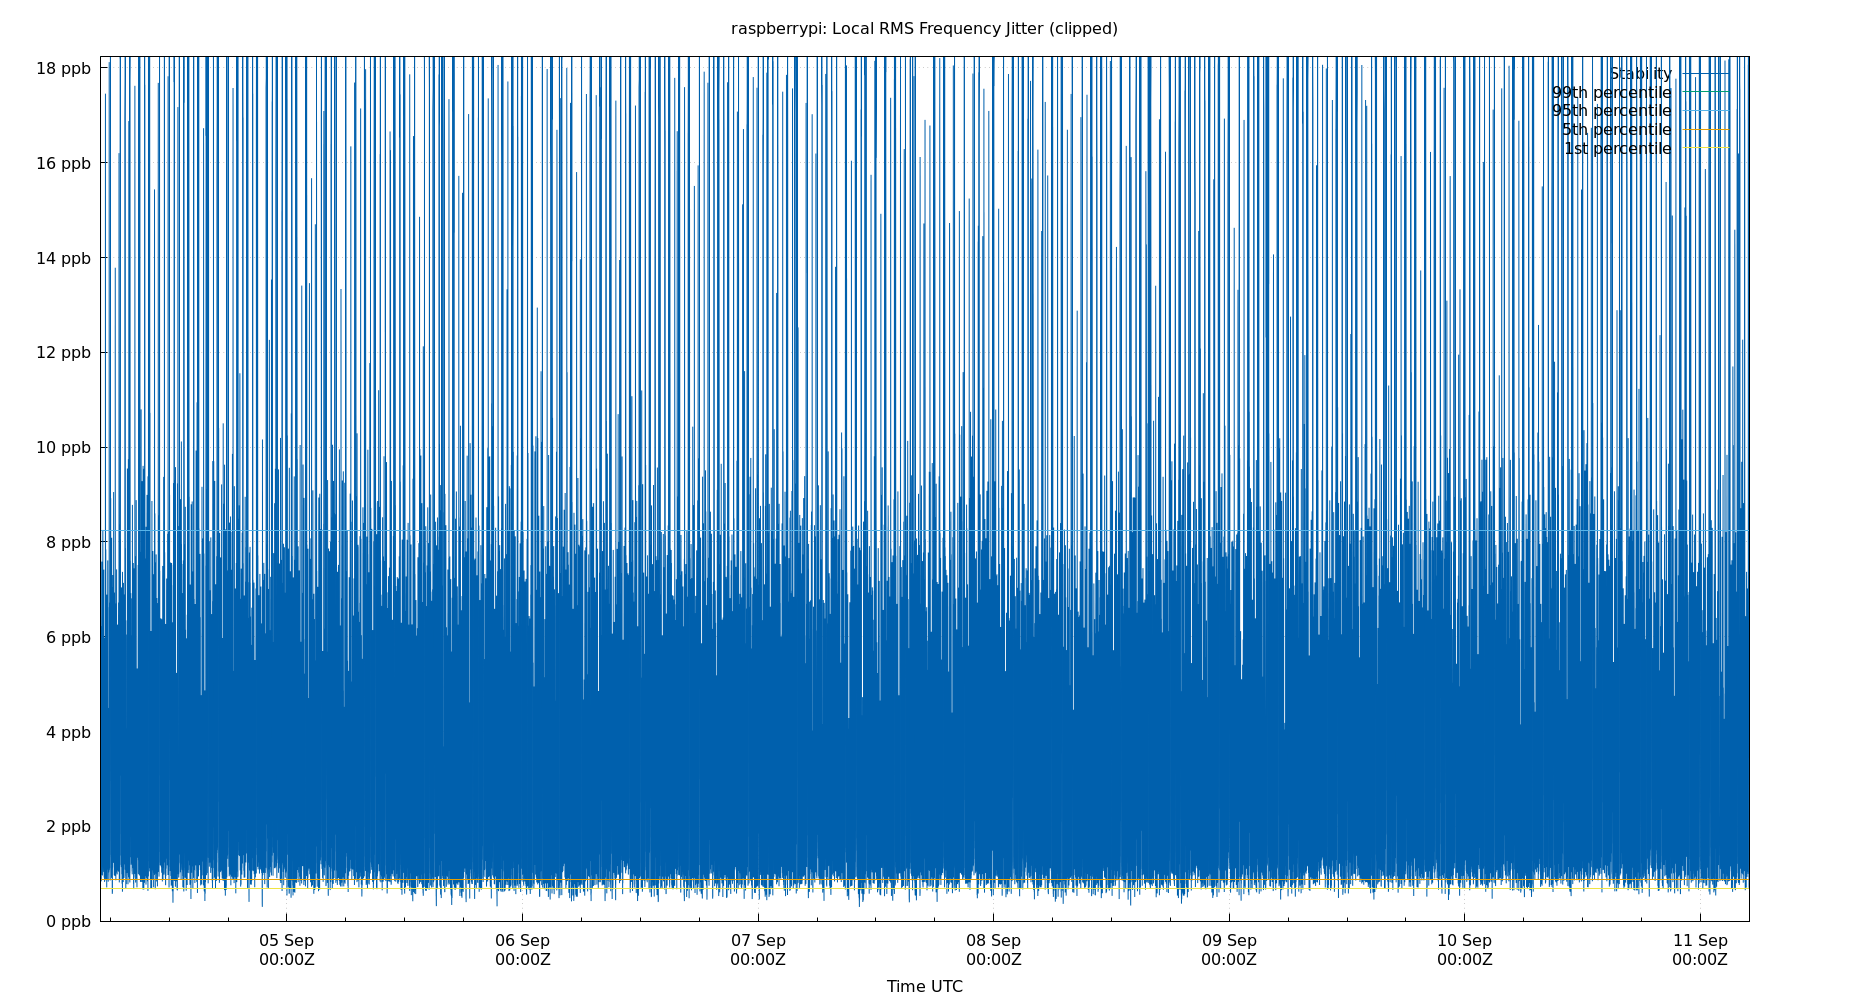 raspberrypi: Local RMS Frequency Jitter (clipped)
18 ppb
16 ppb
14 ppb
12 ppb
10 ppb
8 ppb
6 ppb
4 ppb
2 ppb
0 ppb
Stability
99th percentile
95th percentile
5th percentile
1st percentile
05 Sep
00:00Z
06 Sep
00:00Z
07 Sep
00:00Z
08 Sep
00:00Z
09 Sep
00:00Z
10 Sep
00:00Z
11 Sep
00:00Z
Time UTC